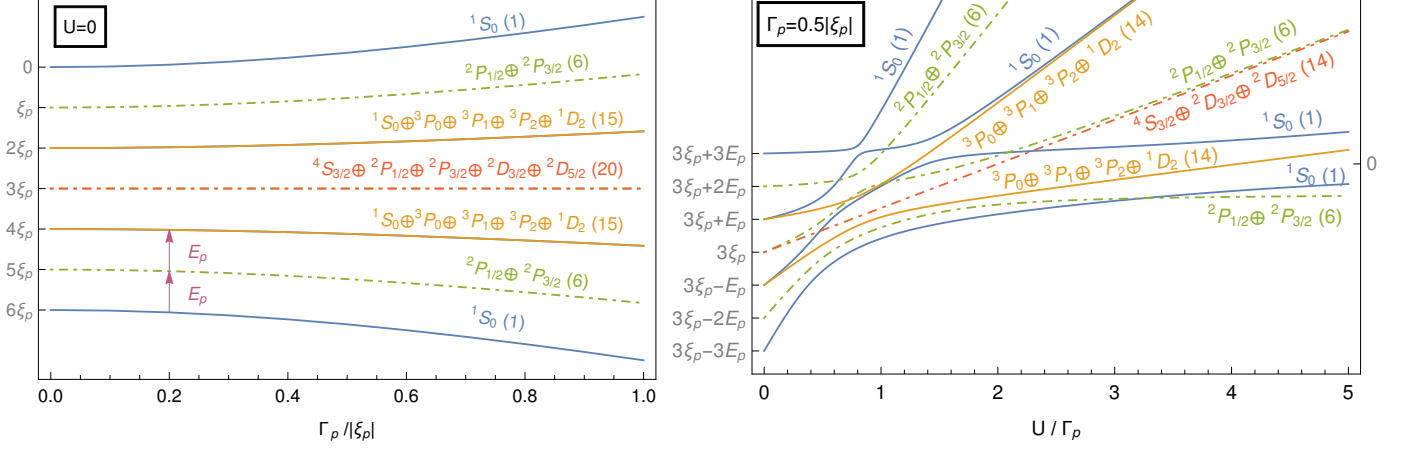 U=0
¹S₀ (1)
0
²P₁/₂⊕ ²P₃/₂ (6)
ξₚ
¹S₀⊕³P₀⊕ ³P₁⊕ ³P₂⊕ ¹D₂ (15)
2ξₚ
⁴S₃/₂⊕ ²P₁/₂⊕ ²P₃/₂⊕ ²D₃/₂⊕ ²D₅/₂ (20)
3ξₚ
¹S₀⊕³P₀⊕ ³P₁⊕ ³P₂⊕ ¹D₂ (15)
4ξₚ
Eₚ
5ξₚ
²P₁/₂⊕ ²P₃/₂ (6)
Eₚ
6ξₚ
¹S₀ (1)
0.0 0.2 0.4 0.6 0.8 1.0
Γₚ /|ξₚ|
Γₚ=0.5|ξₚ|
¹S₀ (1)
²P₁/₂⊕ ²P₃/₂ (6)
¹S₀ (1)
³P₀⊕ ³P₁⊕ ³P₂⊕ ¹D₂ (14)
²P₁/₂⊕ ²P₃/₂ (6)
⁴S₃/₂⊕ ²D₃/₂⊕ ²D₅/₂ (14)
¹S₀ (1)
3ξₚ+3Eₚ
0
³P₀⊕ ³P₁⊕ ³P₂⊕ ¹D₂ (14)
3ξₚ+2Eₚ
¹S₀ (1)
3ξₚ+Eₚ
²P₁/₂⊕ ²P₃/₂ (6)
3ξₚ
3ξₚ−Eₚ
3ξₚ−2Eₚ
3ξₚ−3Eₚ
0 1 2 3 4 5
U / Γₚ